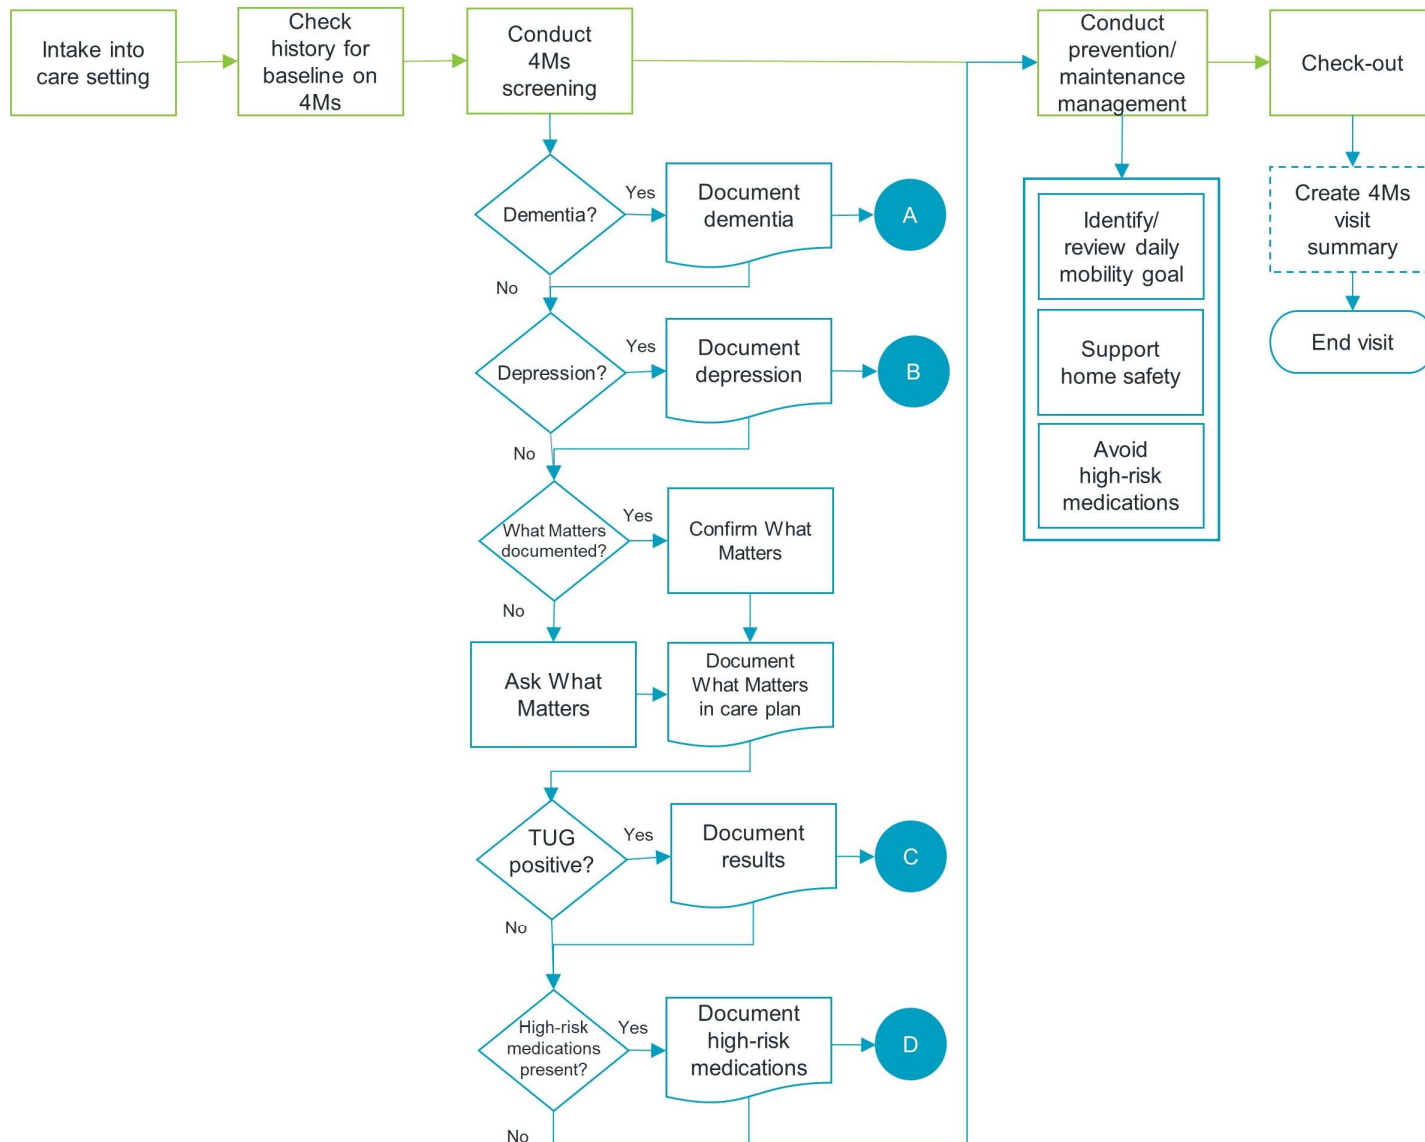 Intake into
care setting
Check
history for
baseline on
4Ms
Conduct
4Ms
screening
Conduct
prevention/
maintenance
management
Check-out
Dementia?
Yes
Document
dementia
A
No
Depression?
Yes
Document
depression
B
No
What Matters
documented?
Yes
Confirm What
Matters
No
Ask What
Matters
Document
What Matters
in care plan
TUG
positive?
Yes
Document
results
C
No
High-risk
medications
present?
Yes
Document
high-risk
medications
D
No
Identify/
review daily
mobility goal
Support
home safety
Avoid
high-risk
medications
Create 4Ms
visit
summary
End visit